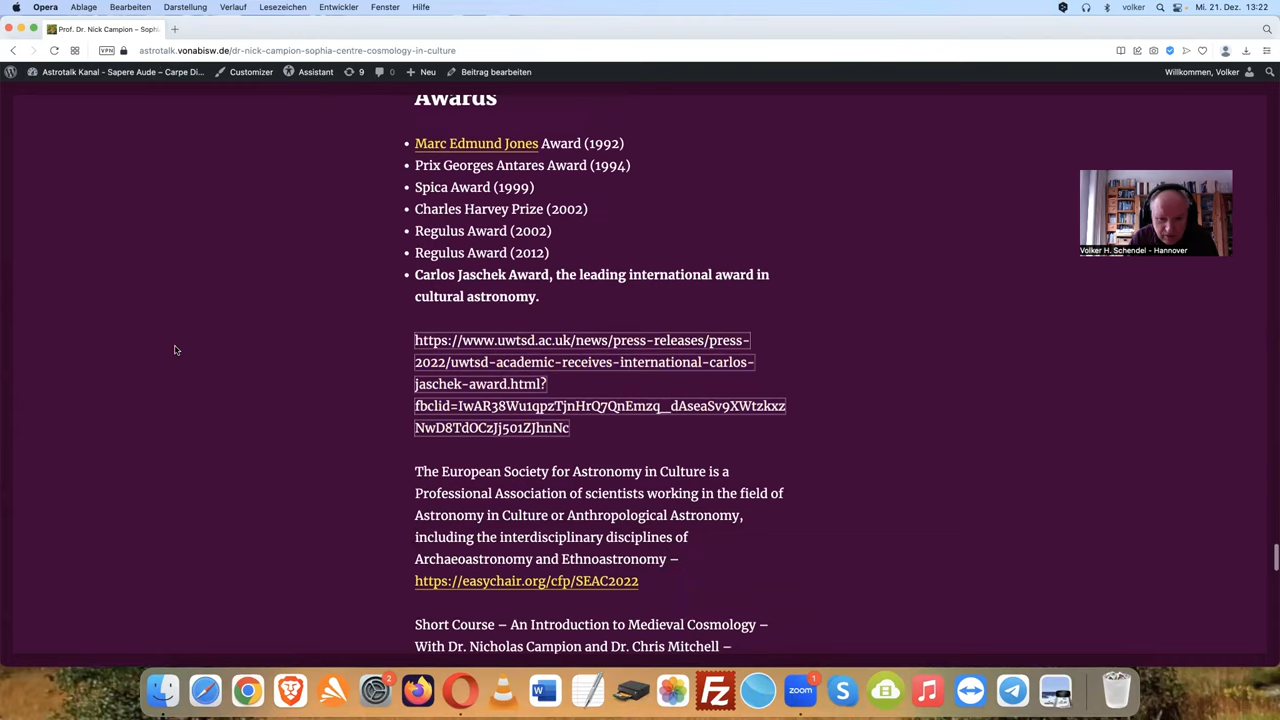 Opera Ablage Bearbeiten Darstellung Verlauf Lesezeichen Entwickler Fenster Hilfe volker Mi. 21. Dez. 13:22
Prof. Dr. Nick Campion – Sophi
VPN astrotalk.vonabisw.de/dr-nick-campion-sophia-centre-cosmology-in-culture
Astrotalk Kanal - Sapere Aude – Carpe Di... Customizer Assistant 9 0 Neu Beitrag bearbeiten Willkommen, Volker
Awards
• Marc Edmund Jones Award (1992)
• Prix Georges Antares Award (1994)
• Spica Award (1999)
• Charles Harvey Prize (2002)
• Regulus Award (2002)
• Regulus Award (2012)
• Carlos Jaschek Award, the leading international award in
cultural astronomy.
Volker H. Schendel - Hannover
https://www.uwtsd.ac.uk/news/press-releases/press-
2022/uwtsd-academic-receives-international-carlos-
jaschek-award.html?
fbclid=IwAR38Wu1qpzTjnHrQ7QnEmzq_dAseaSv9XWtzkxz
NwD8TdOCzJj501ZJhnNc
The European Society for Astronomy in Culture is a
Professional Association of scientists working in the field of
Astronomy in Culture or Anthropological Astronomy,
including the interdisciplinary disciplines of
Archaeoastronomy and Ethnoastronomy –
https://easychair.org/cfp/SEAC2022
Short Course – An Introduction to Medieval Cosmology –
With Dr. Nicholas Campion and Dr. Chris Mitchell –
2
W
FZ
zoom
1
S